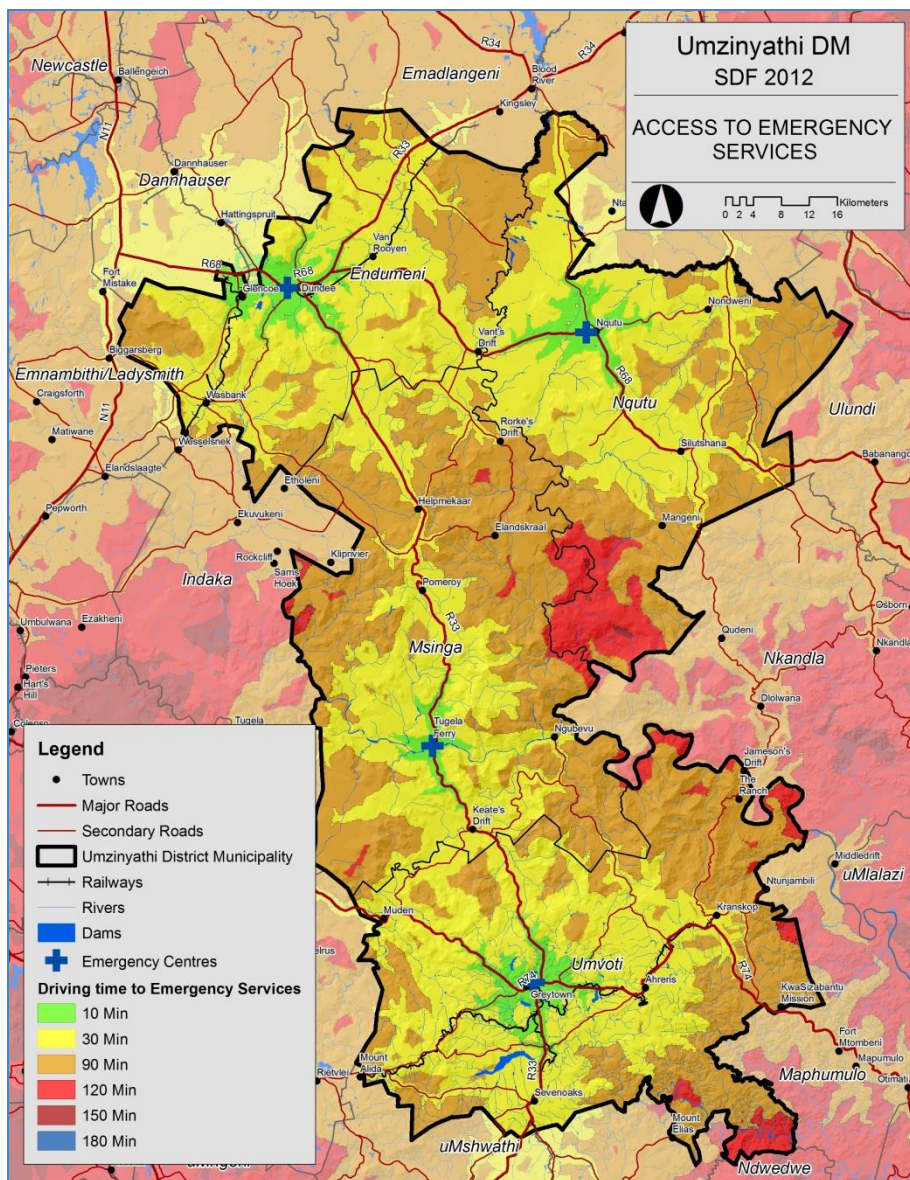 Umzinyathi DM
SDF 2012
ACCESS TO EMERGENCY
SERVICES
Kilometers
0 2 4 8 12 16
Newcastle
Ballengeich
N11
Emadlangeni
R34
R34
Blood
River
Kingsley
R33
Dannhauser
Dannhauser
Hattingspruit
Nta
Van
Rooyen
R68
R68
Endumeni
Glencoe
Dundee
Fort
Mistake
Nondweni
Nqutu
Vant's
Drift
Biggarsberg
Emnambithi/Ladysmith
R68
Nqutu
Craigsforth
Wasbank
N11
Ulundi
Matiwane
Wesselsnek
Rorke's
Drift
Silutshana
Babanango
Elandslaagte
Etholeni
Helpmekaar
Pepworth
Ekuvukeni
Elandskraal
Mangeni
Rockcliff
Sams
Hoek
Kliprivier
Indaka
Pomeroy
R33
Osborn
Umbulwana
Ezakheni
Msinga
Qudeni
Nkandla
Nkandla
Pieters
Hart's
Hill
Dlolwana
Colenso
Tugela
Tugela
Ferry
Ngubevu
Jameson's
Drift
The
Ranch
Keate's
Drift
Middledrift
uMlalazi
Ntunjambili
Muden
Kranskop
elrus
Umvoti
R74
R74
Ahrens
Greytown
KwaSizabantu
Mission
R33
Fort
Mtombeni
Mapumulo
Rietvlei
Mount
Alida
Maphumulo
Otimati
Sevenoaks
Mount
Elias
uMshwathi
Ndwedwe
Legend
Towns
Major Roads
Secondary Roads
Umzinyathi District Municipality
Railways
Rivers
Dams
Emergency Centres
Driving time to Emergency Services
10 Min
30 Min
90 Min
120 Min
150 Min
180 Min